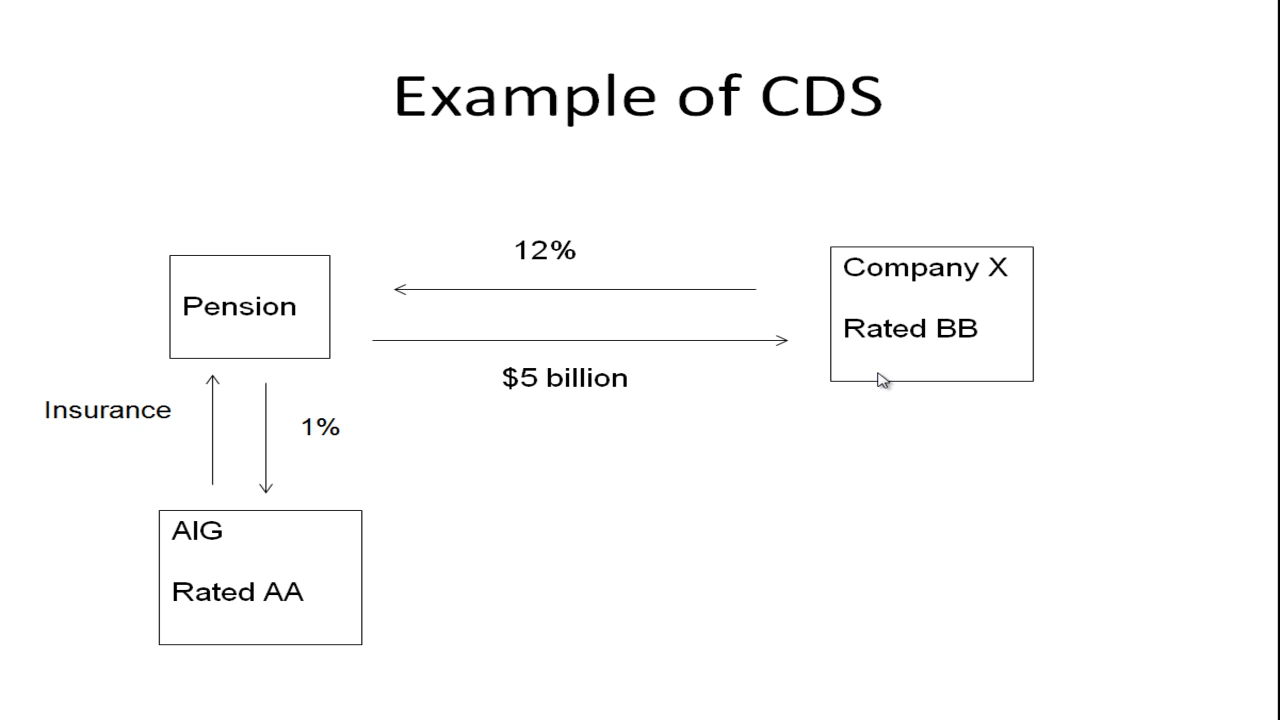 Example of CDS
12%
Company X
Pension
Rated BB
$5 billion
Insurance
1%
AIG
Rated AA